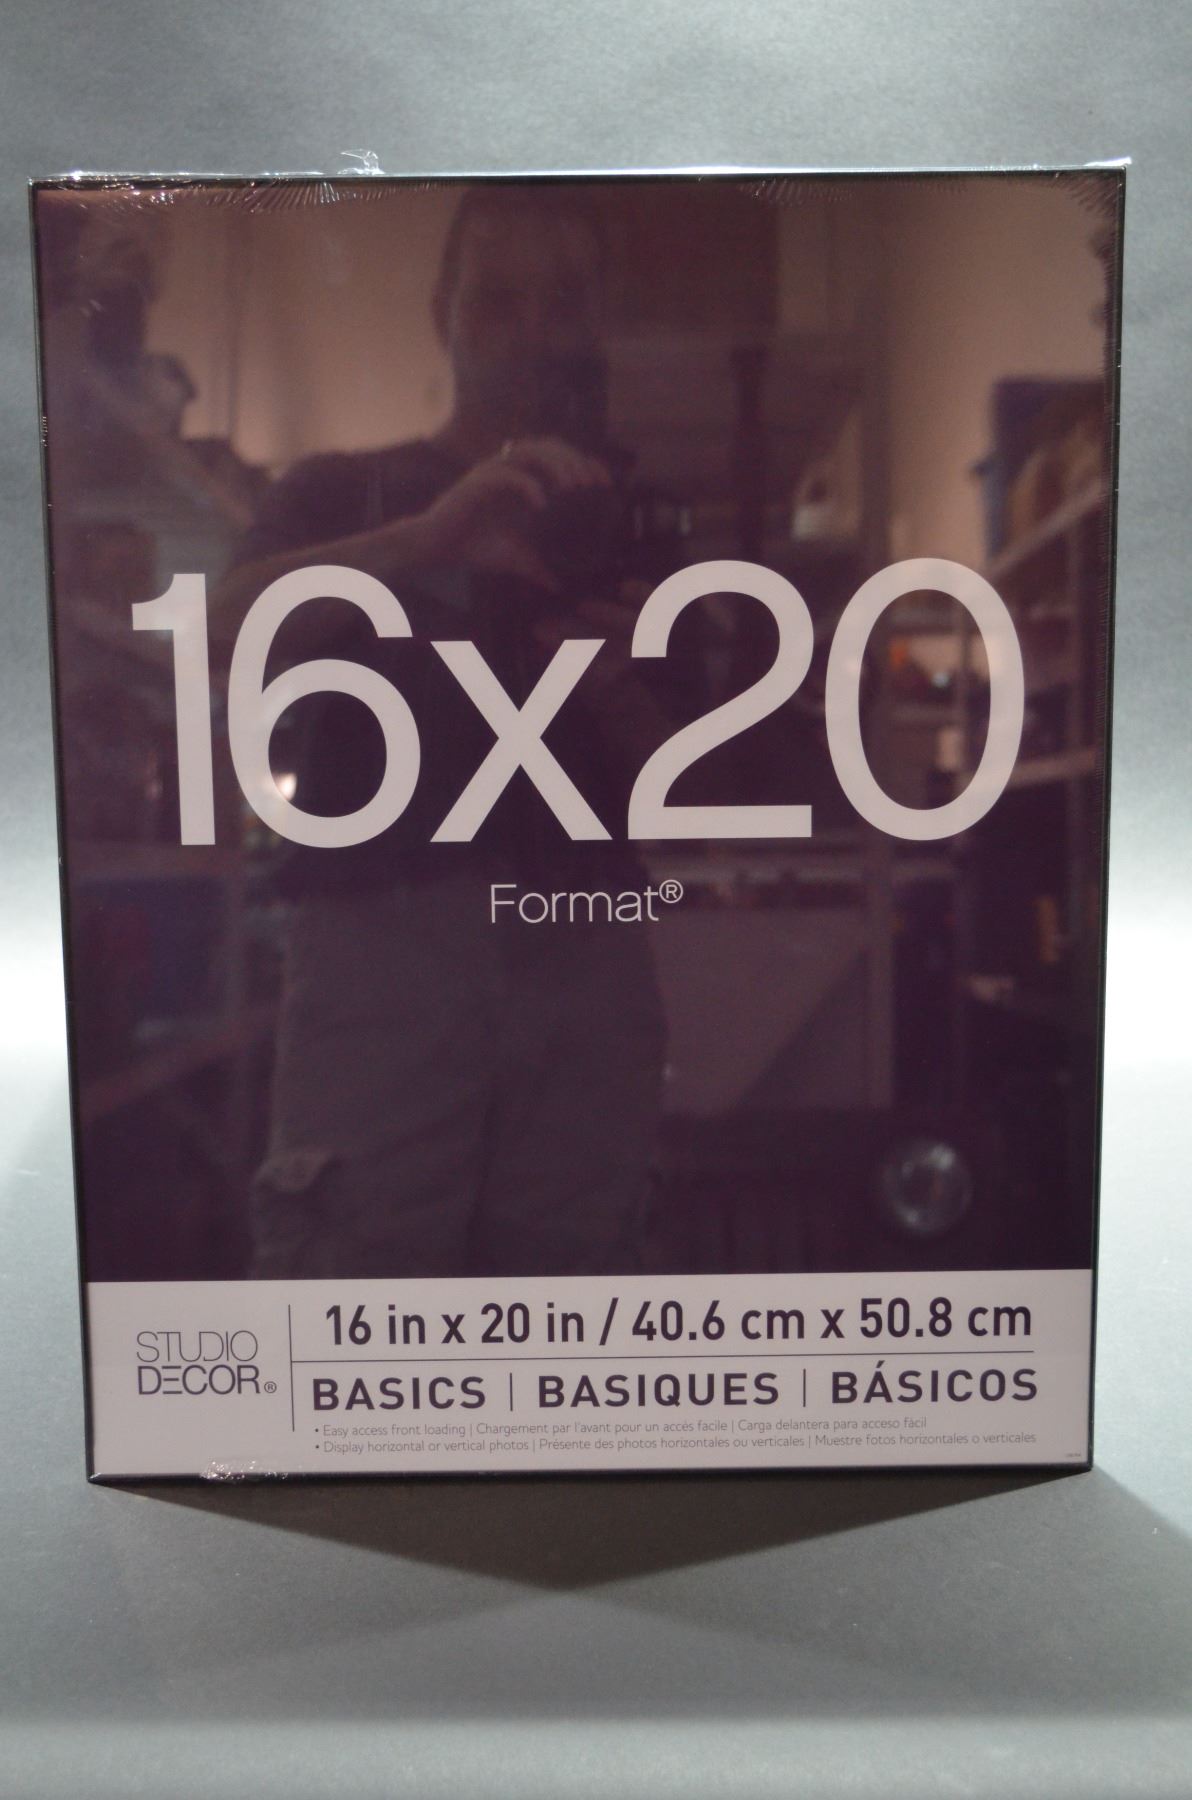 16x20
Format®
STUDIO
DECOR®
16 in x 20 in / 40.6 cm x 50.8 cm
BASICS | BASIQUES | BÁSICOS
• Easy access front loading | Chargement par l'avant pour un accès facile | Carga delantera para acceso fácil
• Display horizontal or vertical photos | Présente des photos horizontales ou verticales | Muestre fotos horizontales o verticales